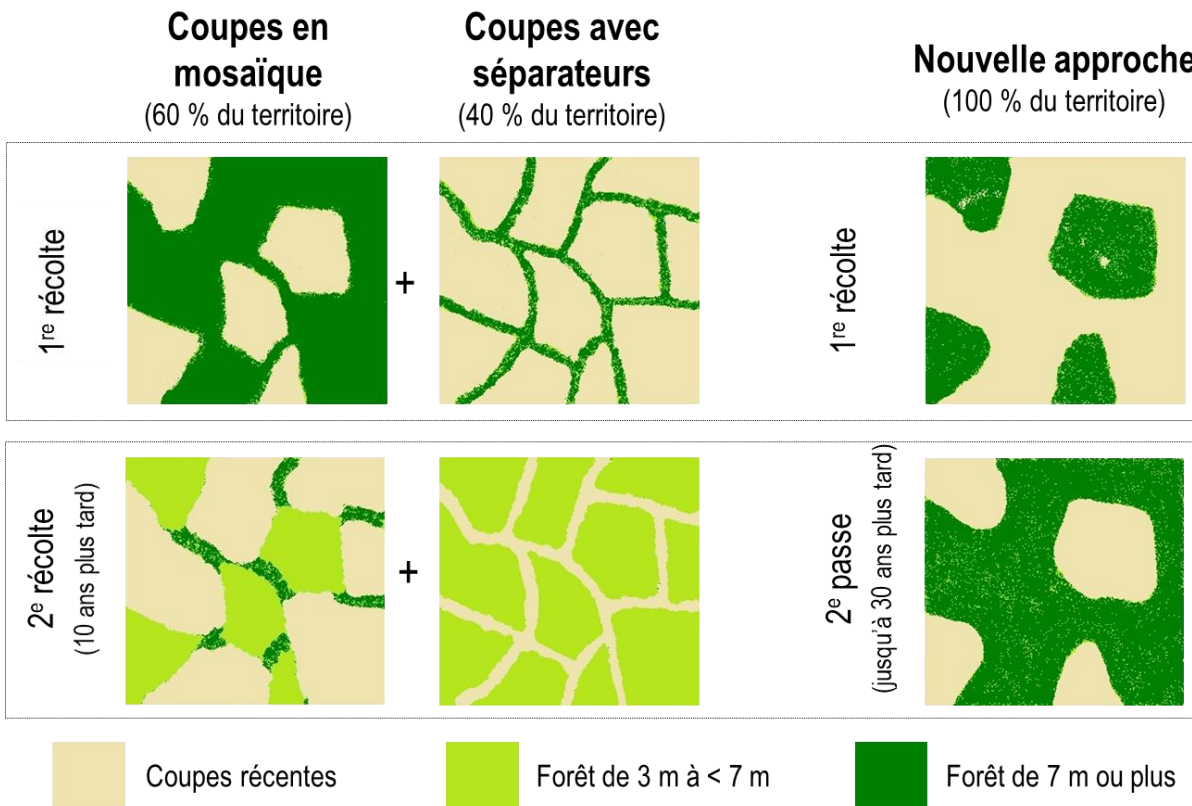 Coupes en
mosaïque
(60 % du territoire)
Coupes avec
séparateurs
(40 % du territoire)
Nouvelle approche
(100 % du territoire)
1re récolte
+
1re récolte
2e récolte
(10 ans plus tard)
+
2e passe
(jusqu'à 30 ans plus tard)
Coupes récentes
Forêt de 3 m à < 7 m
Forêt de 7 m ou plus